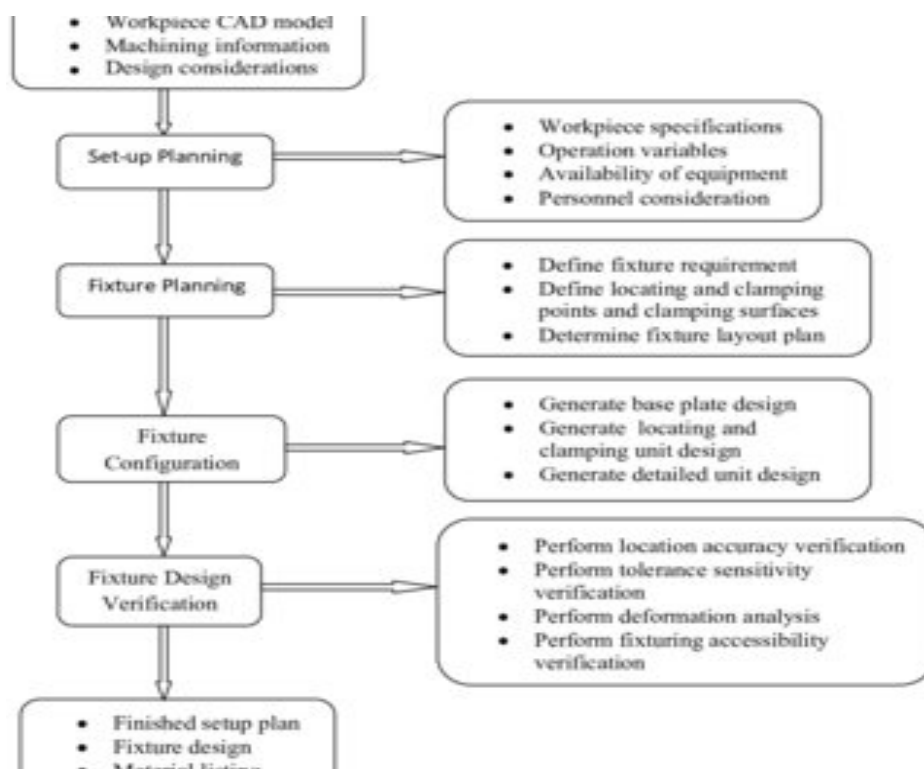 Workpiece CAD model
Machining information
Design considerations
Set-up Planning
Workpiece specifications
Operation variables
Availability of equipment
Personnel consideration
Fixture Planning
Define fixture requirement
Define locating and clamping
points and clamping surfaces
Determine fixture layout plan
Fixture
Configuration
Generate base plate design
Generate locating and
clamping unit design
Generate detailed unit design
Fixture Design
Verification
Perform location accuracy verification
Perform tolerance sensitivity
verification
Perform deformation analysis
Perform fixturing accessibility
verification
Finished setup plan
Fixture design
Material listing